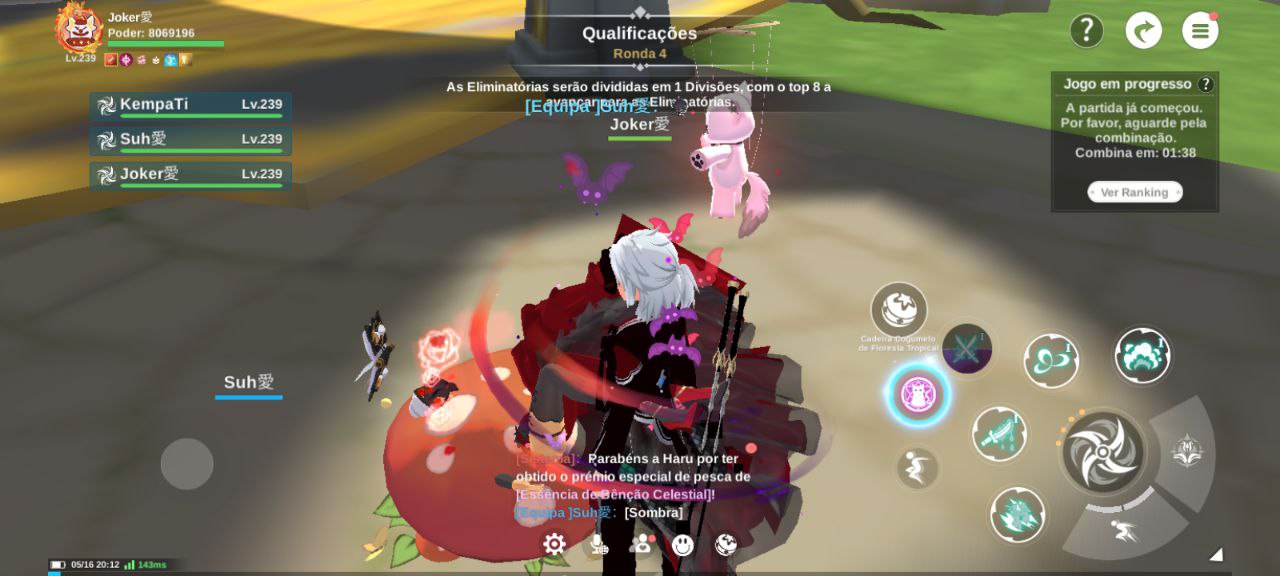 Joker愛
Poder: 8069196
Lv.239
KempaTi Lv.239
Suh愛 Lv.239
Joker愛 Lv.239
Qualificações
Ronda 4
As Eliminatórias serão divididas em 1 Divisões, com o top 8 a
avançar para as Eliminatórias.
[Equipa ]Suh愛:
Joker愛
?
Jogo em progresso ?
A partida já começou.
Por favor, aguarde pela
combinação.
Combina em: 01:38
Ver Ranking
Cadeira Cogumelo
de Floresta Tropical
I
I
I
I
Suh愛
Parabéns a Haru por ter
obtido o prémio especial de pesca de
[Essência de Bênção Celestial]!
[Equipa ]Suh愛: [Sombra]
05/16 20:12 143ms